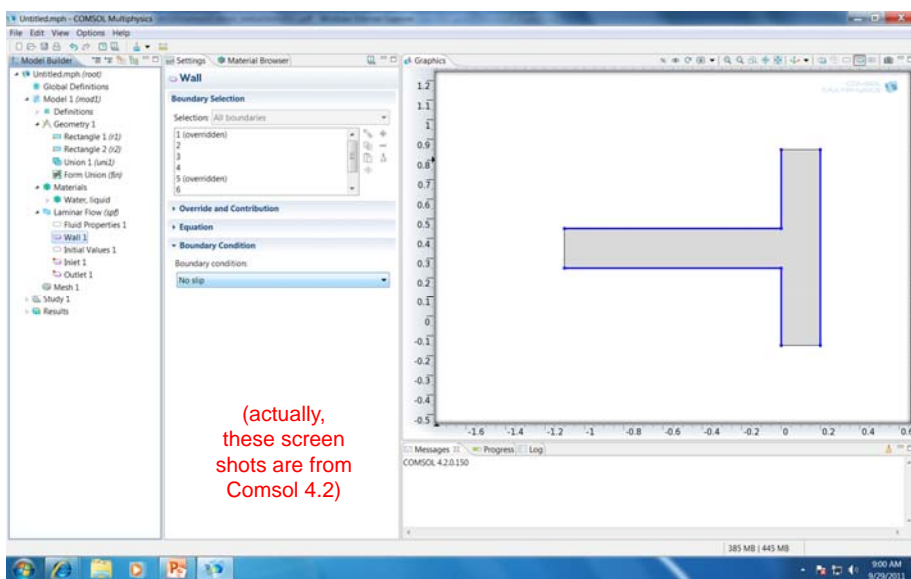 Untitled.mph - COMSOL Multiphysics
File Edit View Options Help
Model Builder
Untitled.mph (root)
Global Definitions
Model 1 (mod1)
Definitions
Geometry 1
Rectangle 1 (r1)
Rectangle 2 (r2)
Union 1 (uni1)
Form Union (fin)
Materials
Water, liquid
Laminar Flow (spf)
Fluid Properties 1
Wall 1
Initial Values 1
Inlet 1
Outlet 1
Mesh 1
Study 1
Results
Settings Material Browser
Wall
Boundary Selection
Selection: All boundaries
1 (overridden)
2
3
4
5 (overridden)
6
Override and Contribution
Equation
Boundary Condition
Boundary condition:
No slip
(actually,
these screen
shots are from
Comsol 4.2)
Graphics
COMSOL
MULTIPHYSICS
1.2
1.1
1
0.9
0.8
0.7
0.6
0.5
0.4
0.3
0.2
0.1
0
-0.1
-0.2
-0.3
-0.4
-0.5
-1.6 -1.4 -1.2 -1 -0.8 -0.6 -0.4 -0.2 0 0.2 0.4 0.6
Messages Progress Log
COMSOL 4.2.0.150
385 MB | 445 MB
9:00 AM
9/29/2011